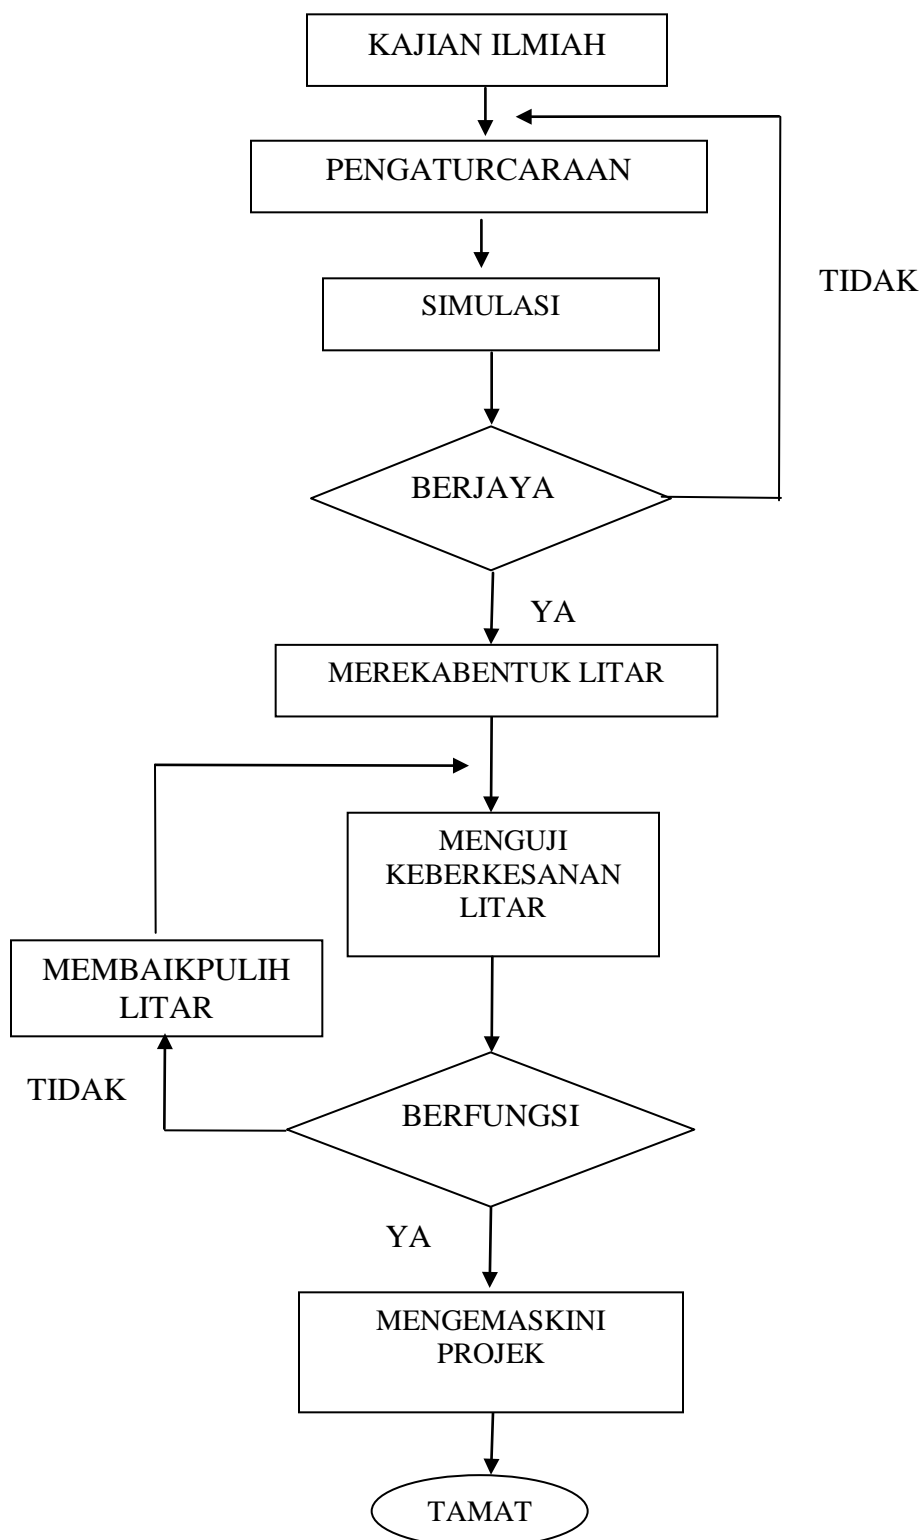 KAJIAN ILMIAH
PENGATURCARAAN
TIDAK
SIMULASI
BERJAYA
YA
MEREKABENTUK LITAR
MENGUJI
KEBERKESANAN
LITAR
MEMBAIKPULIH
LITAR
TIDAK
BERFUNGSI
YA
MENGEMASKINI
PROJEK
TAMAT